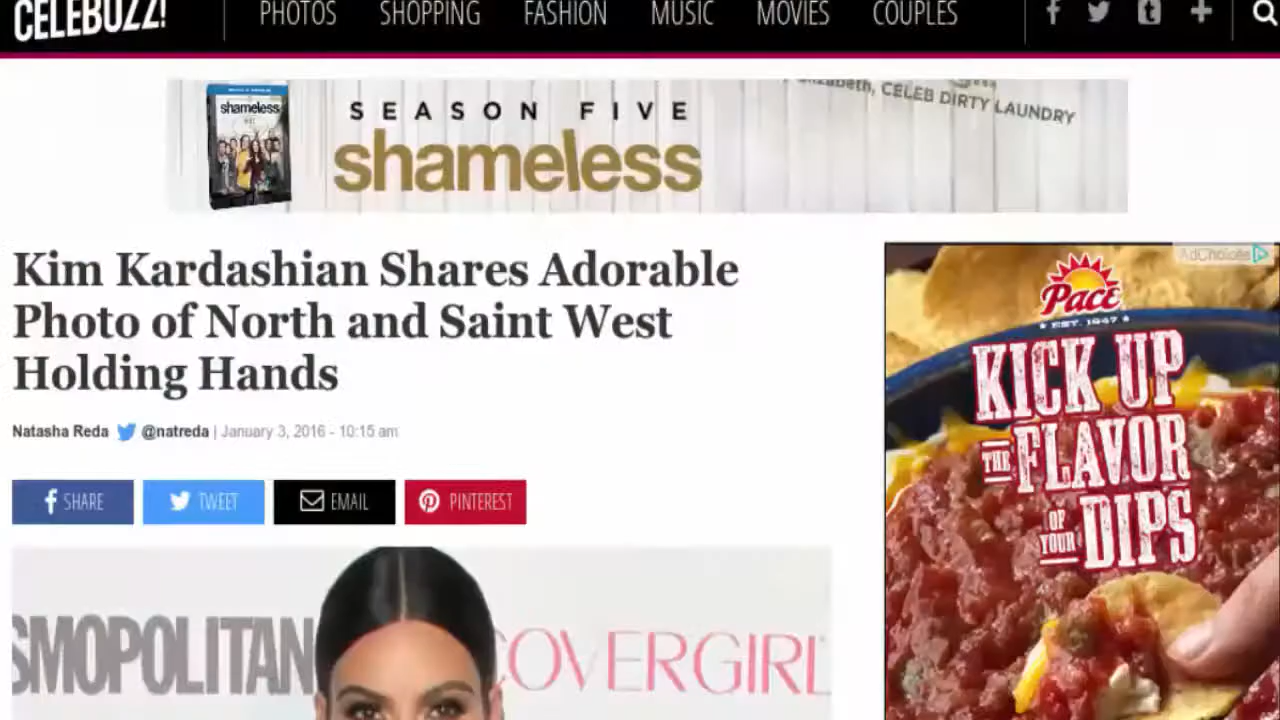 CELEBUZZ!
PHOTOS SHOPPING FASHION MUSIC MOVIES COUPLES
SEASON FIVE
shameless
shameless
CELEB DIRTY LAUNDRY
Kim Kardashian Shares Adorable
Photo of North and Saint West
Holding Hands
Natasha Reda @natreda | January 3, 2016 - 10:15 am
SHARE TWEET EMAIL PINTEREST
AdChoices
Pace
EST. 1947
KICK UP
THE FLAVOR
OF YOUR DIPS
SMOPOLITAN
COVERGIRL